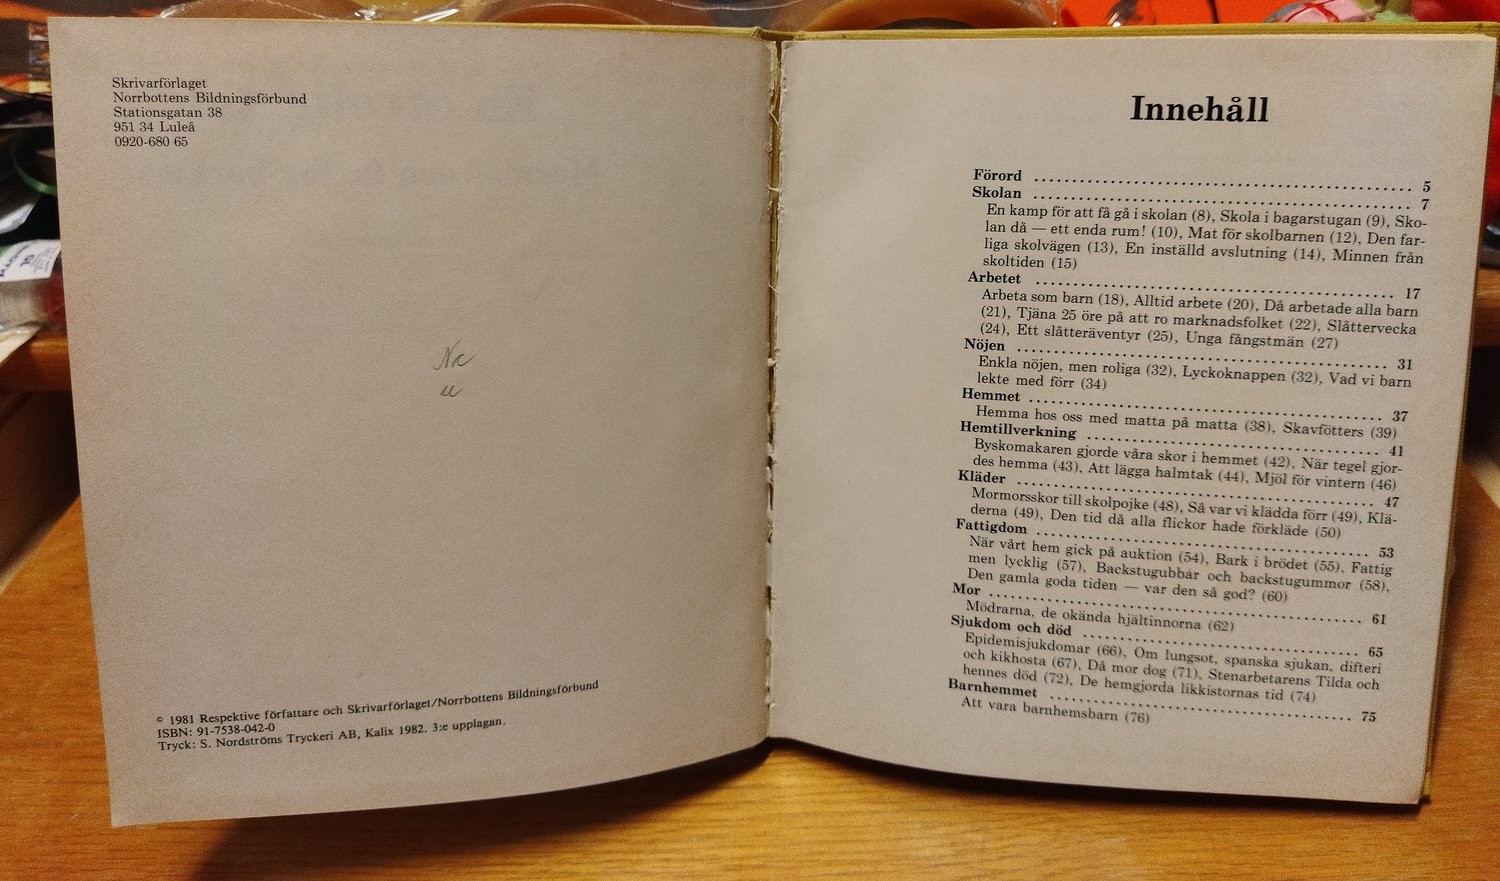 Skrivarförlaget
Norrbottens Bildningsförbund
Stationsgatan 38
951 34 Luleå
0920-680 65
© 1981 Respektive författare och Skrivarförlaget/Norrbottens Bildningsförbund
ISBN: 91-7538-042-0
Tryck: S. Nordströms Tryckeri AB, Kalix 1982. 3:e upplagan.
Innehåll
Förord ........................................ 5
Skolan ........................................ 7
En kamp för att få gå i skolan (8), Skola i bagarstugan (9), Sko-
lan då — ett enda rum! (10), Mat för skolbarnen (12), Den far-
liga skolvägen (13), En inställd avslutning (14), Minnen från
skoltiden (15)
Arbetet ........................................ 17
Arbeta som barn (18), Alltid arbete (20), Då arbetade alla barn
(21), Tjäna 25 öre på att ro marknadsfolket (22), Slåttervecka
(24), Ett slåtteräventyr (25), Unga fångstmän (27)
Nöjen ........................................ 31
Enkla nöjen, men roliga (32), Lyckoknappen (32), Vad vi barn
lekte med förr (34)
Hemmet ........................................ 37
Hemma hos oss med matta på matta (38), Skavfötters (39)
Hemtillverkning ........................................ 41
Byskomakaren gjorde våra skor i hemmet (42), När tegel gjor-
des hemma (43), Att lägga halmtak (44), Mjöl för vintern (46)
Kläder ........................................ 47
Mormorsskor till skolpojke (48), Så var vi klädda förr (49), Klä-
derna (49), Den tid då alla flickor hade förkläde (50)
Fattigdom ........................................ 53
När vårt hem gick på auktion (54), Bark i brödet (55), Fattig
men lycklig (57), Backstugubbar och backstugummor (58),
Den gamla goda tiden — var den så god? (60)
Mor ........................................ 61
Mödrarna, de okända hjältinnorna (62)
Sjukdom och död ........................................ 65
Epidemisjukdomar (66), Om lungsot, spanska sjukan, difteri
och kikhosta (67), Då mor dog (71), Stenarbetarens Tilda och
hennes död (72), De hemgjorda likkistornas tid (74)
Barnhemmet ........................................ 75
Att vara barnhemsbarn (76)